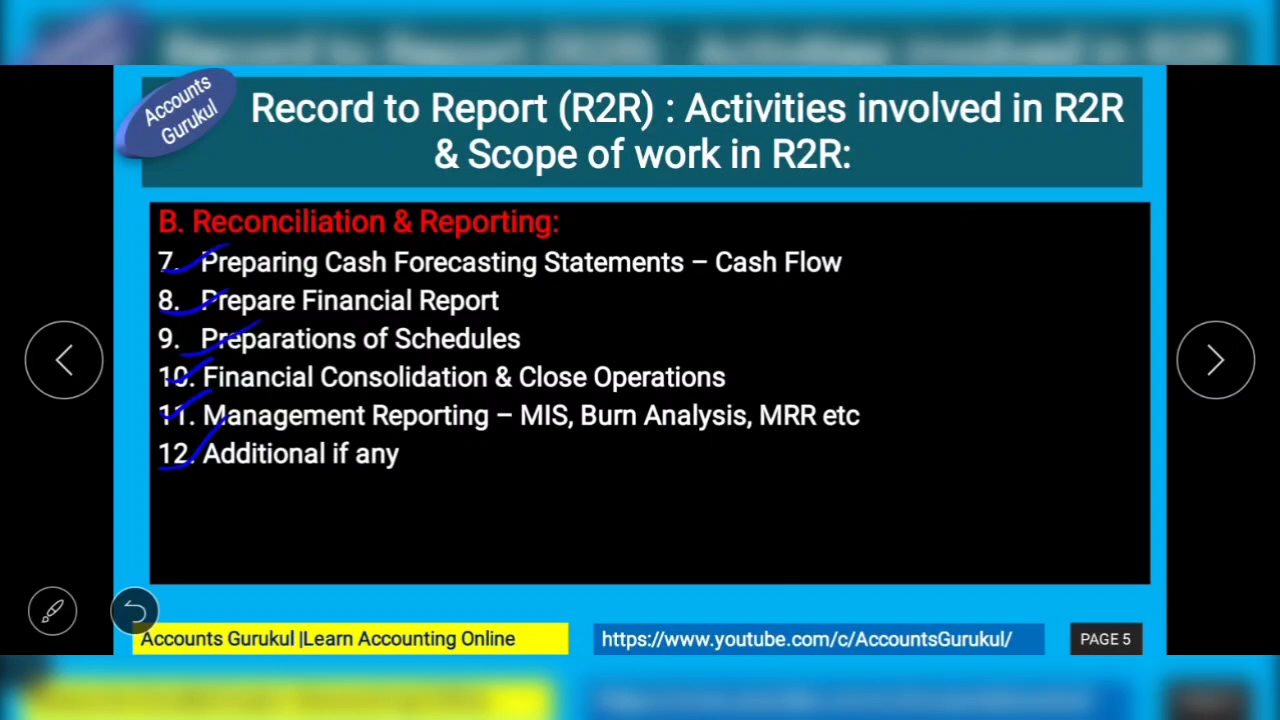 Accounts
Gurukul
Record to Report (R2R) : Activities involved in R2R
& Scope of work in R2R:
B. Reconciliation & Reporting:
7. Preparing Cash Forecasting Statements – Cash Flow
8. Prepare Financial Report
9. Preparations of Schedules
10. Financial Consolidation & Close Operations
11. Management Reporting – MIS, Burn Analysis, MRR etc
12. Additional if any
Accounts Gurukul |Learn Accounting Online
https://www.youtube.com/c/AccountsGurukul/
PAGE 5